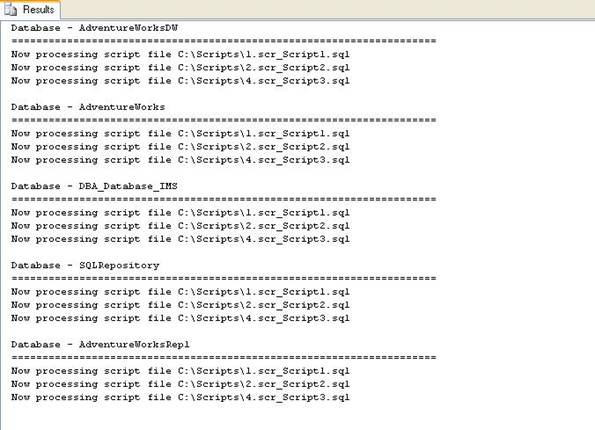 Results
Database - AdventureWorksDW
=====================================================================
Now processing script file C:\Scripts\1.scr_Script1.sql
Now processing script file C:\Scripts\2.scr_Script2.sql
Now processing script file C:\Scripts\4.scr_Script3.sql
Database - AdventureWorks
=====================================================================
Now processing script file C:\Scripts\1.scr_Script1.sql
Now processing script file C:\Scripts\2.scr_Script2.sql
Now processing script file C:\Scripts\4.scr_Script3.sql
Database - DBA_Database_IMS
=====================================================================
Now processing script file C:\Scripts\1.scr_Script1.sql
Now processing script file C:\Scripts\2.scr_Script2.sql
Now processing script file C:\Scripts\4.scr_Script3.sql
Database - SQLRepository
=====================================================================
Now processing script file C:\Scripts\1.scr_Script1.sql
Now processing script file C:\Scripts\2.scr_Script2.sql
Now processing script file C:\Scripts\4.scr_Script3.sql
Database - AdventureWorksRepl
=====================================================================
Now processing script file C:\Scripts\1.scr_Script1.sql
Now processing script file C:\Scripts\2.scr_Script2.sql
Now processing script file C:\Scripts\4.scr_Script3.sql